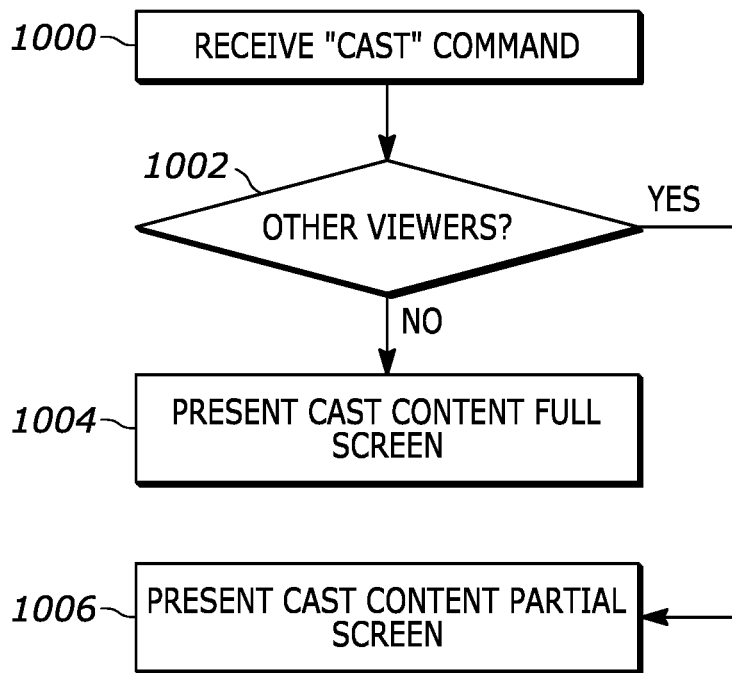 1000
RECEIVE "CAST" COMMAND
1002
OTHER VIEWERS?
YES
NO
1004
PRESENT CAST CONTENT FULL
SCREEN
1006
PRESENT CAST CONTENT PARTIAL
SCREEN